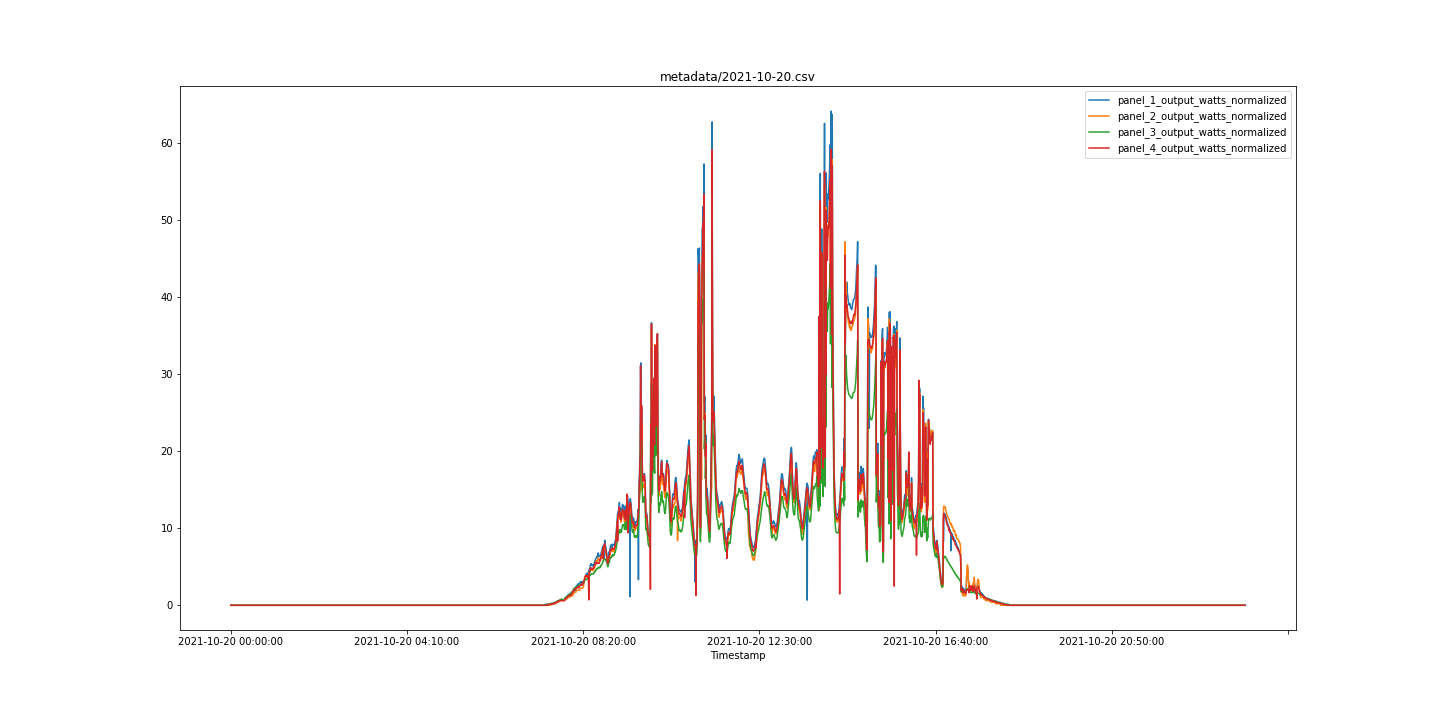 metadata/2021-10-20.csv
panel_1_output_watts_normalized
panel_2_output_watts_normalized
panel_3_output_watts_normalized
panel_4_output_watts_normalized
60
50
40
30
20
10
0
2021-10-20 00:00:00 2021-10-20 04:10:00 2021-10-20 08:20:00 2021-10-20 12:30:00 2021-10-20 16:40:00 2021-10-20 20:50:00
Timestamp